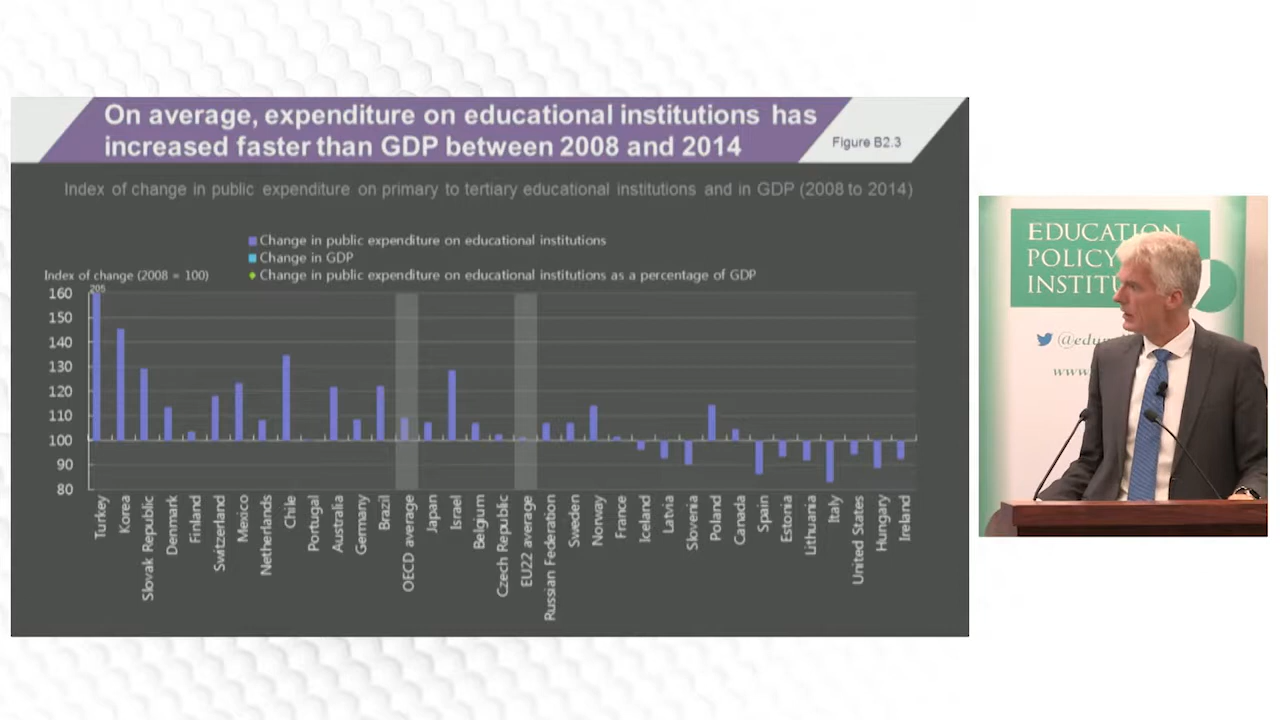 On average, expenditure on educational institutions has
increased faster than GDP between 2008 and 2014
Figure B2.3
Index of change in public expenditure on primary to tertiary educational institutions and in GDP (2008 to 2014)
Change in public expenditure on educational institutions
Change in GDP
Change in public expenditure on educational institutions as a percentage of GDP
Index of change (2008 = 100)
205
160
150
140
130
120
110
100
90
80
Turkey
Korea
Slovak Republic
Denmark
Finland
Switzerland
Mexico
Netherlands
Chile
Portugal
Australia
Germany
Brazil
OECD average
Japan
Israel
Belgium
Czech Republic
EU22 average
Russian Federation
Sweden
Norway
France
Iceland
Latvia
Slovenia
Poland
Canada
Spain
Estonia
Lithuania
Italy
United States
Hungary
Ireland
EDUCATION
POLICY
INSTITU
@edu
www